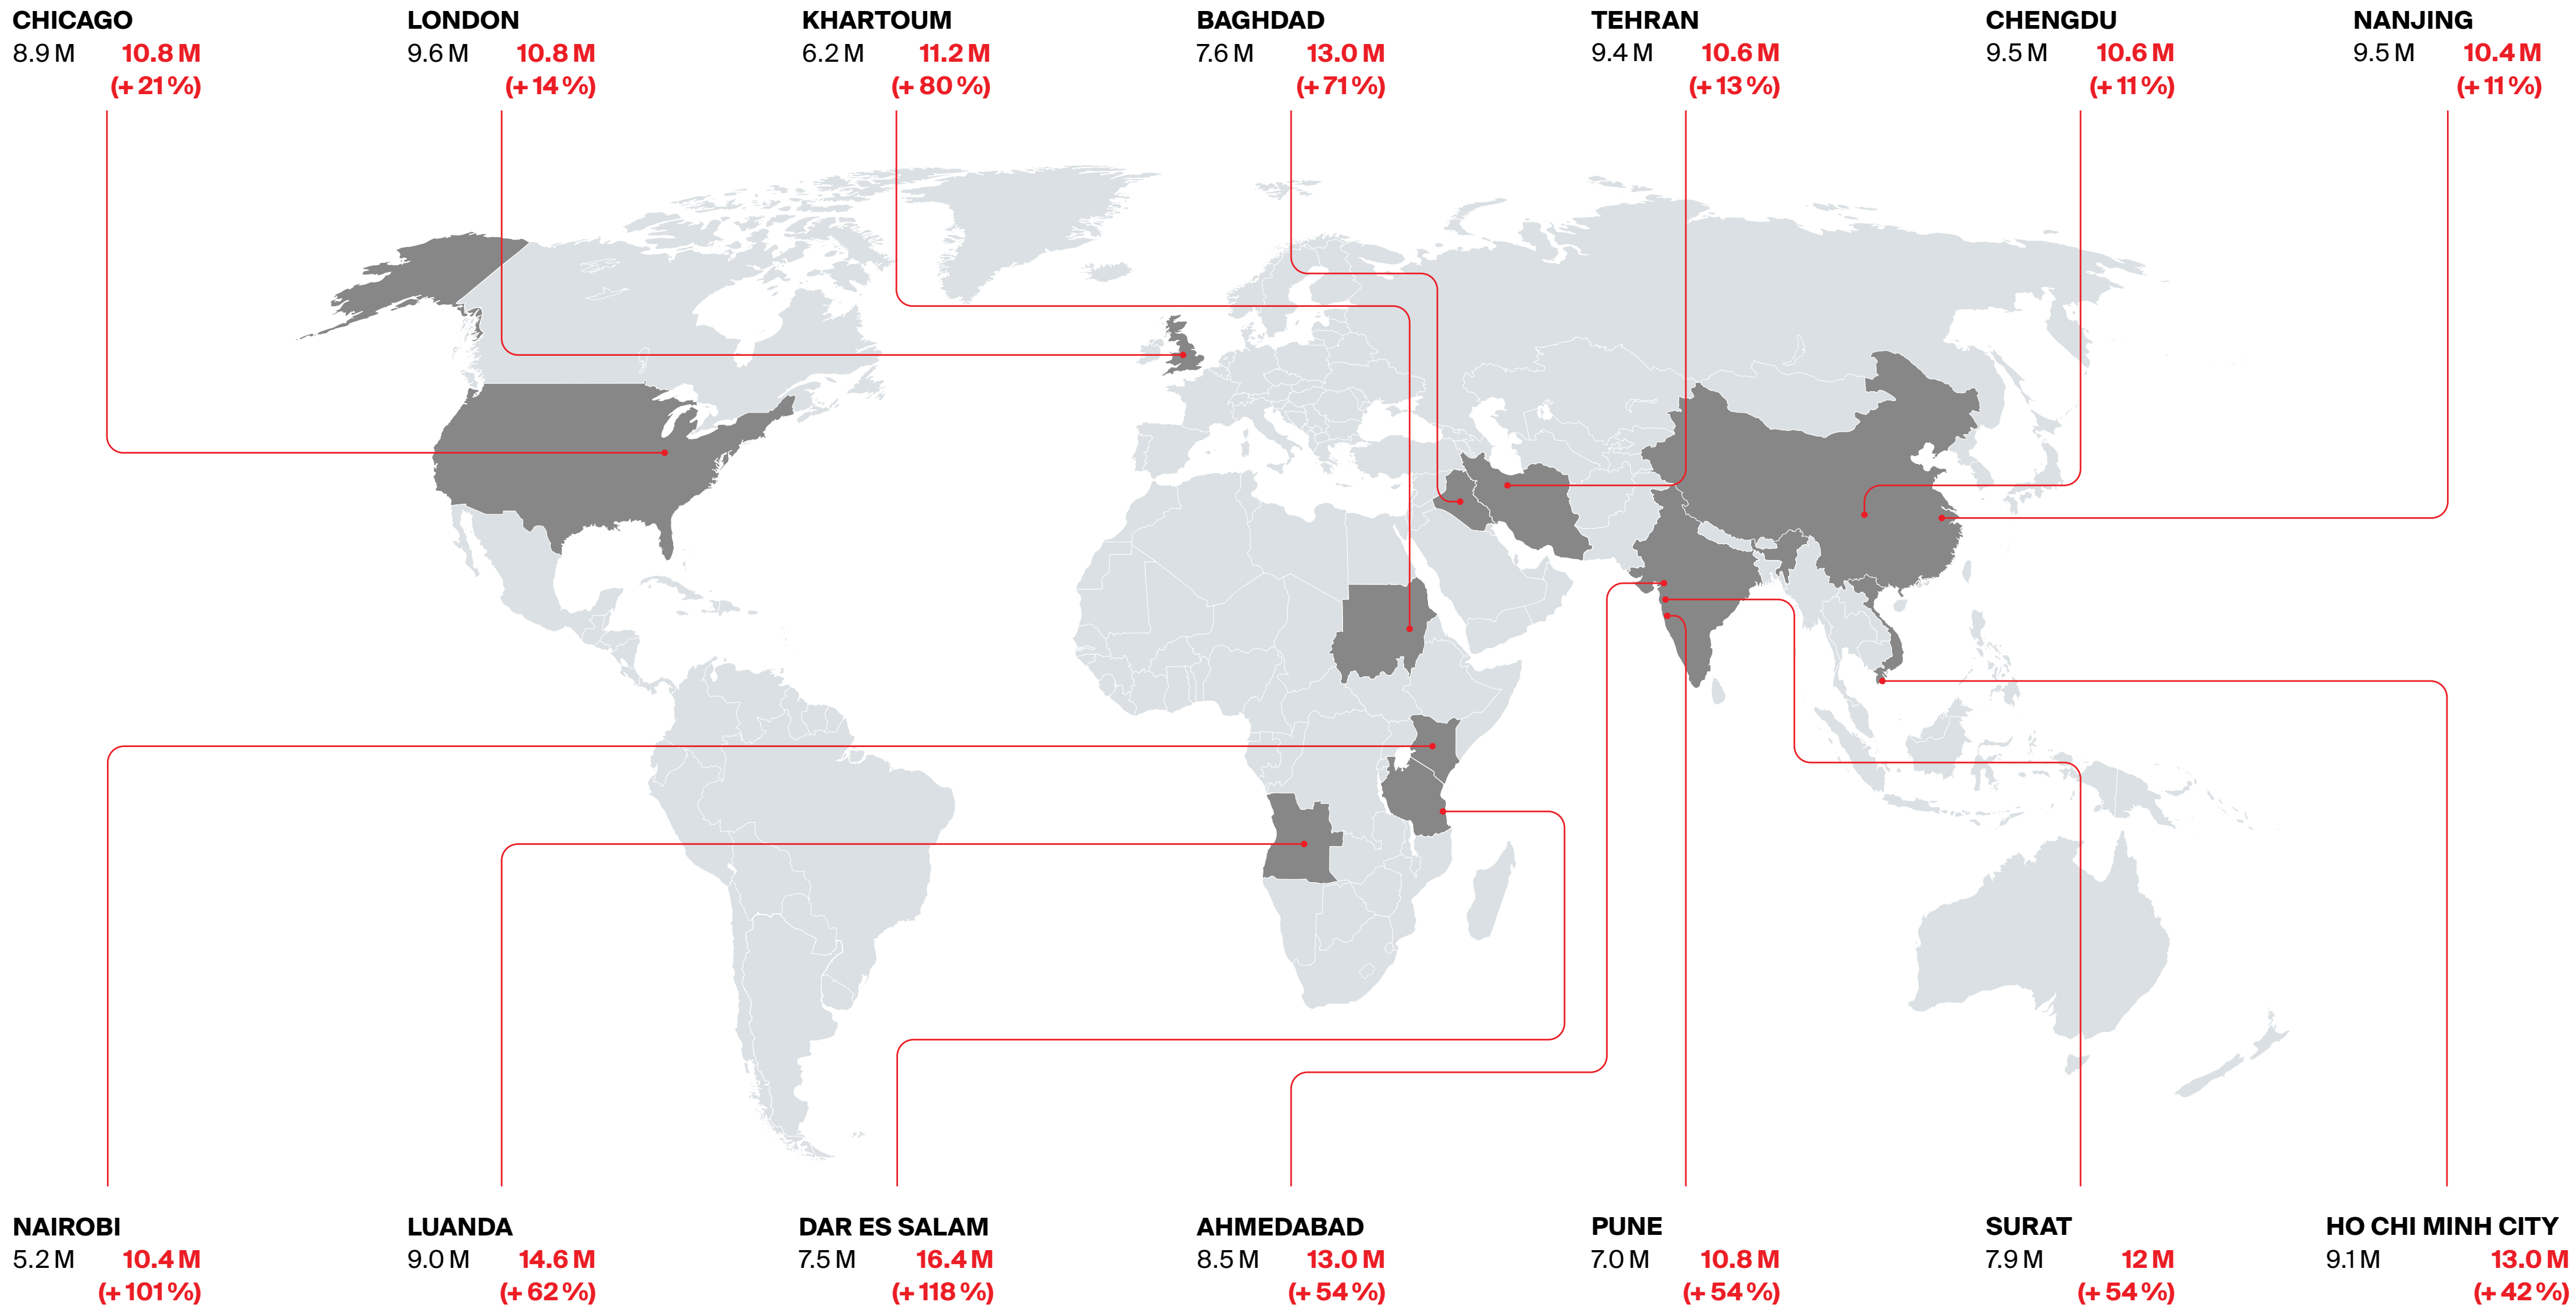 CHICAGO
8.9 M 10.8 M
(+ 21 %)
LONDON
9.6 M 10.8 M
(+ 14 %)
KHARTOUM
6.2 M 11.2 M
(+ 80 %)
BAGHDAD
7.6 M 13.0 M
(+ 71 %)
TEHRAN
9.4 M 10.6 M
(+ 13 %)
CHENGDU
9.5 M 10.6 M
(+ 11 %)
NANJING
9.5 M 10.4 M
(+ 11 %)
NAIROBI
5.2 M 10.4 M
(+ 101 %)
LUANDA
9.0 M 14.6 M
(+ 62 %)
DAR ES SALAM
7.5 M 16.4 M
(+ 118 %)
AHMEDABAD
8.5 M 13.0 M
(+ 54 %)
PUNE
7.0 M 10.8 M
(+ 54 %)
SURAT
7.9 M 12 M
(+ 54 %)
HO CHI MINH CITY
9.1 M 13.0 M
(+ 42 %)